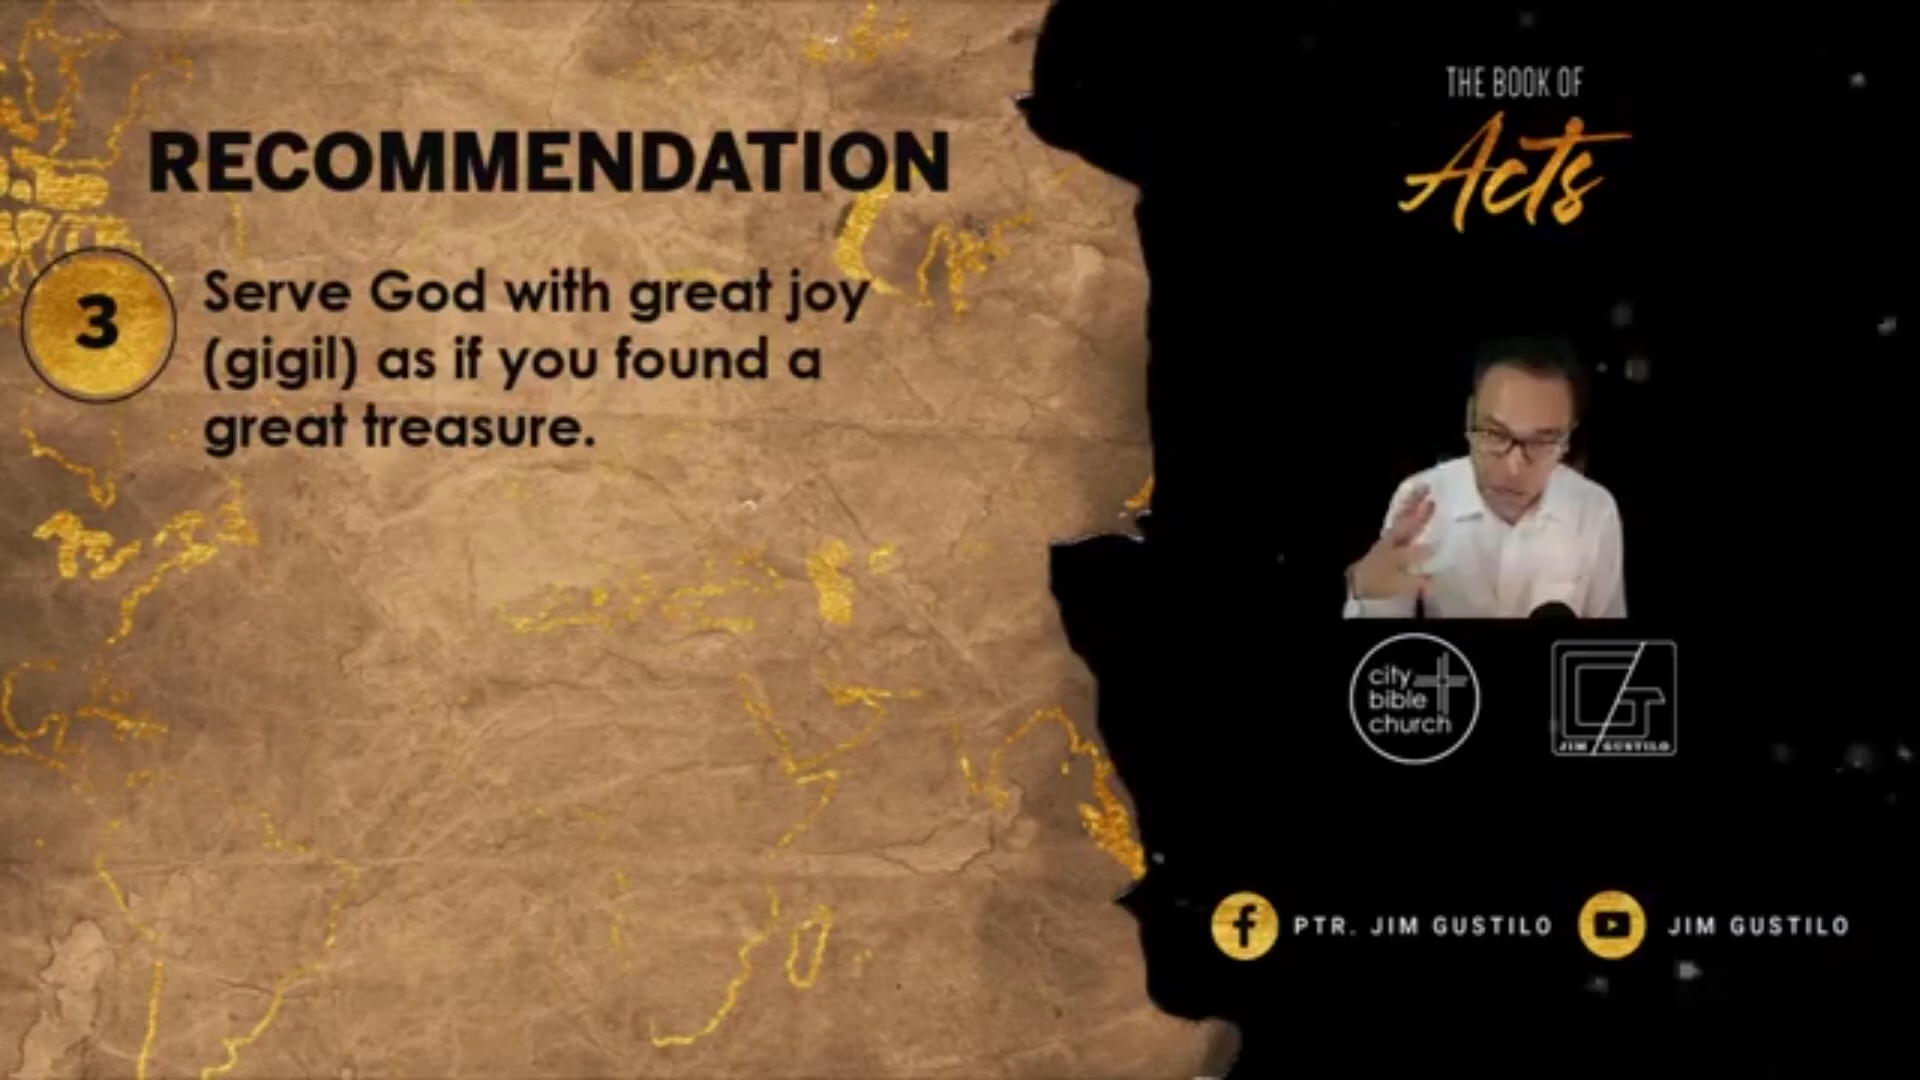 RECOMMENDATION
3
Serve God with great joy
(gigil) as if you found a
great treasure.
THE BOOK OF
Acts
city
bible
church
JIM GUSTILO
PTR. JIM GUSTILO
JIM GUSTILO